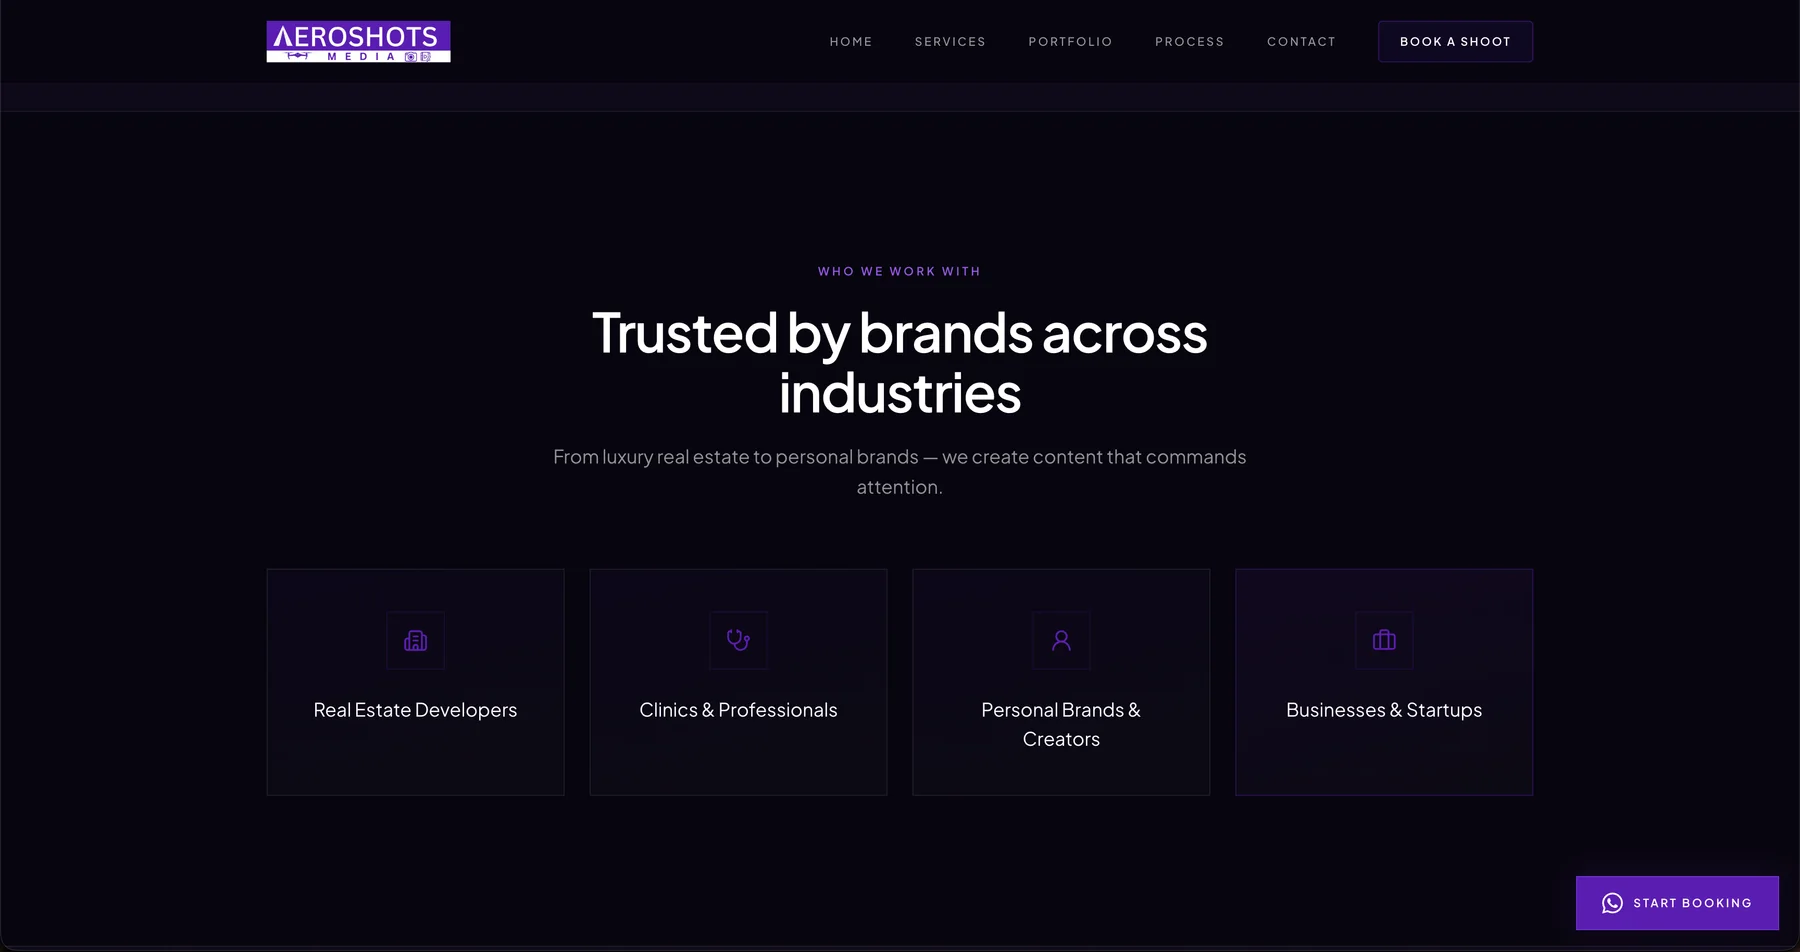 AEROSHOTS
MEDIA
HOME
SERVICES
PORTFOLIO
PROCESS
CONTACT
BOOK A SHOOT
WHO WE WORK WITH
Trusted by brands across
industries
From luxury real estate to personal brands — we create content that commands
attention.
Real Estate Developers
Clinics & Professionals
Personal Brands &
Creators
Businesses & Startups
START BOOKING